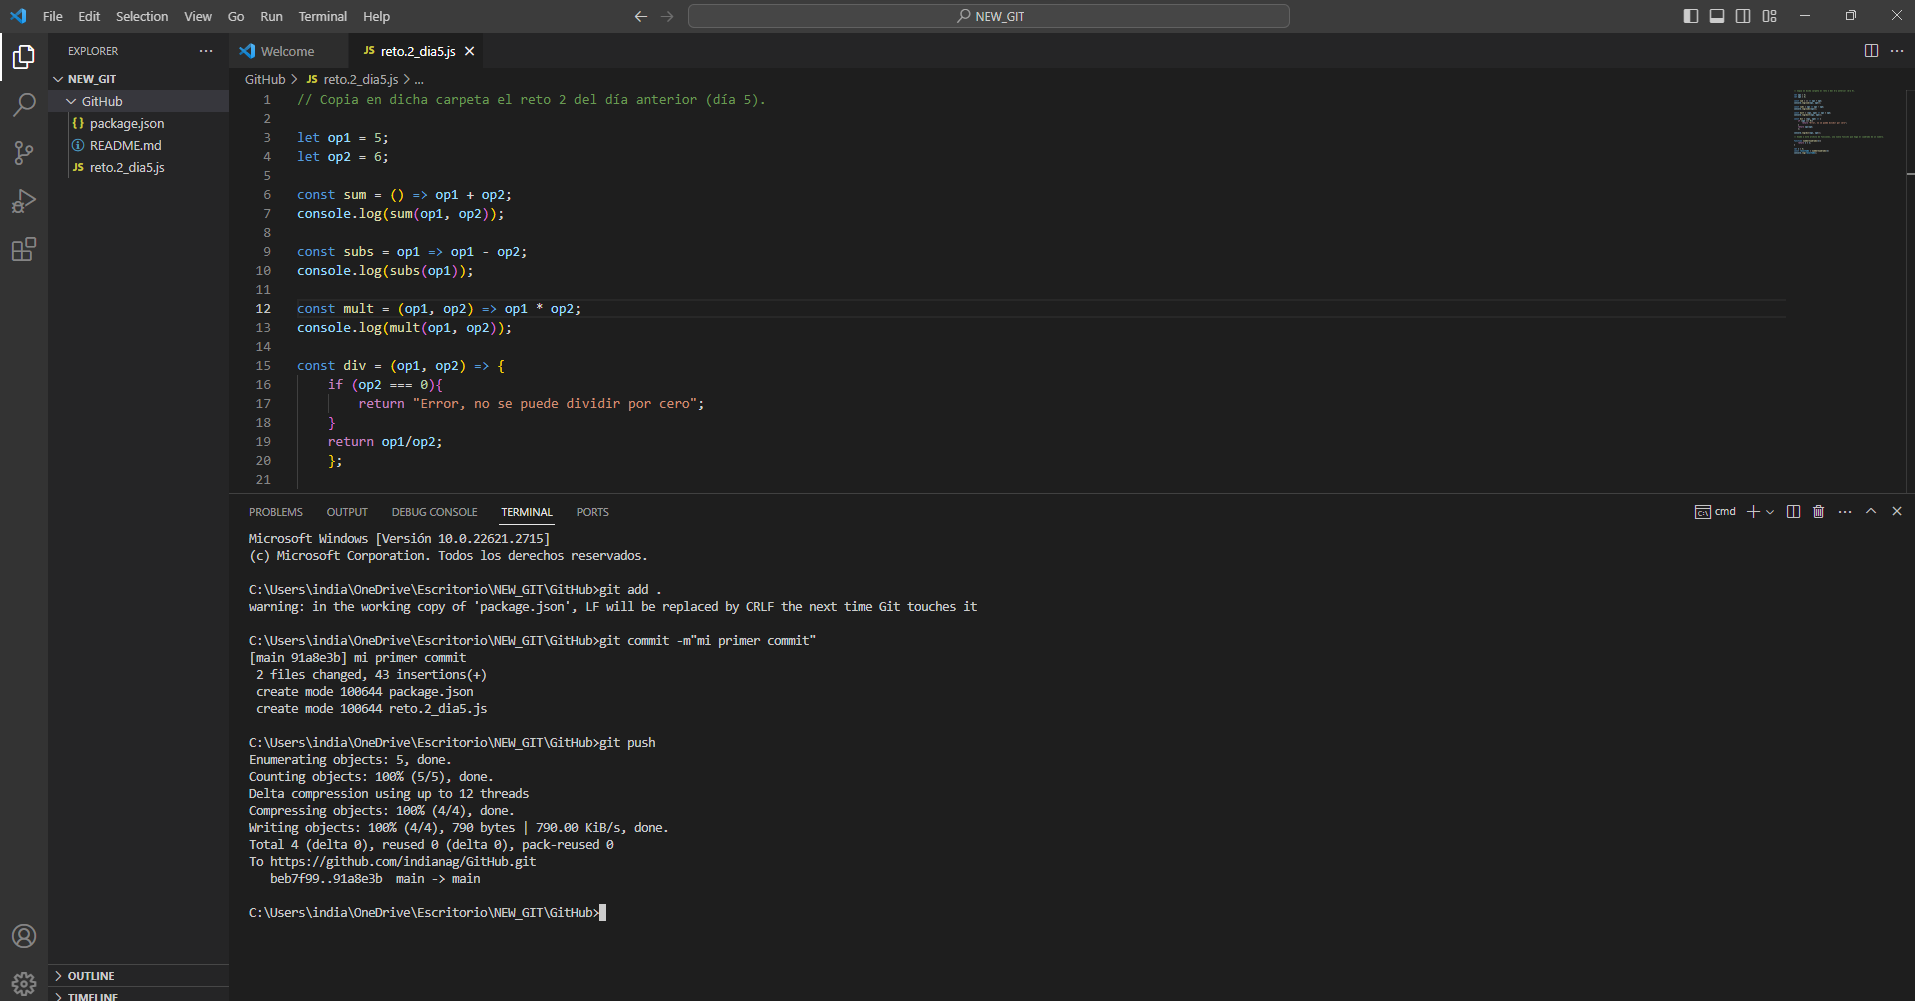 File Edit Selection View Go Run Terminal Help
NEW_GIT
EXPLORER
NEW_GIT
GitHub
{} package.json
README.md
JS reto.2_dia5.js
OUTLINE
TIMELINE
Welcome
JS reto.2_dia5.js
GitHub > JS reto.2_dia5.js > ...
1 // Copia en dicha carpeta el reto 2 del día anterior (día 5).
2
3 let op1 = 5;
4 let op2 = 6;
5
6 const sum = () => op1 + op2;
7 console.log(sum(op1, op2));
8
9 const subs = op1 => op1 - op2;
10 console.log(subs(op1));
11
12 const mult = (op1, op2) => op1 * op2;
13 console.log(mult(op1, op2));
14
15 const div = (op1, op2) => {
16 if (op2 === 0){
17 return "Error, no se puede dividir por cero";
18 }
19 return op1/op2;
20 };
21
PROBLEMS OUTPUT DEBUG CONSOLE TERMINAL PORTS
cmd
Microsoft Windows [Versión 10.0.22621.2715]
(c) Microsoft Corporation. Todos los derechos reservados.
C:\Users\india\OneDrive\Escritorio\NEW_GIT\GitHub>git add .
warning: in the working copy of 'package.json', LF will be replaced by CRLF the next time Git touches it
C:\Users\india\OneDrive\Escritorio\NEW_GIT\GitHub>git commit -m"mi primer commit"
[main 91a8e3b] mi primer commit
2 files changed, 43 insertions(+)
create mode 100644 package.json
create mode 100644 reto.2_dia5.js
C:\Users\india\OneDrive\Escritorio\NEW_GIT\GitHub>git push
Enumerating objects: 5, done.
Counting objects: 100% (5/5), done.
Delta compression using up to 12 threads
Compressing objects: 100% (4/4), done.
Writing objects: 100% (4/4), 790 bytes | 790.00 KiB/s, done.
Total 4 (delta 0), reused 0 (delta 0), pack-reused 0
To https://github.com/indianag/GitHub.git
beb7f99..91a8e3b main -> main
C:\Users\india\OneDrive\Escritorio\NEW_GIT\GitHub>